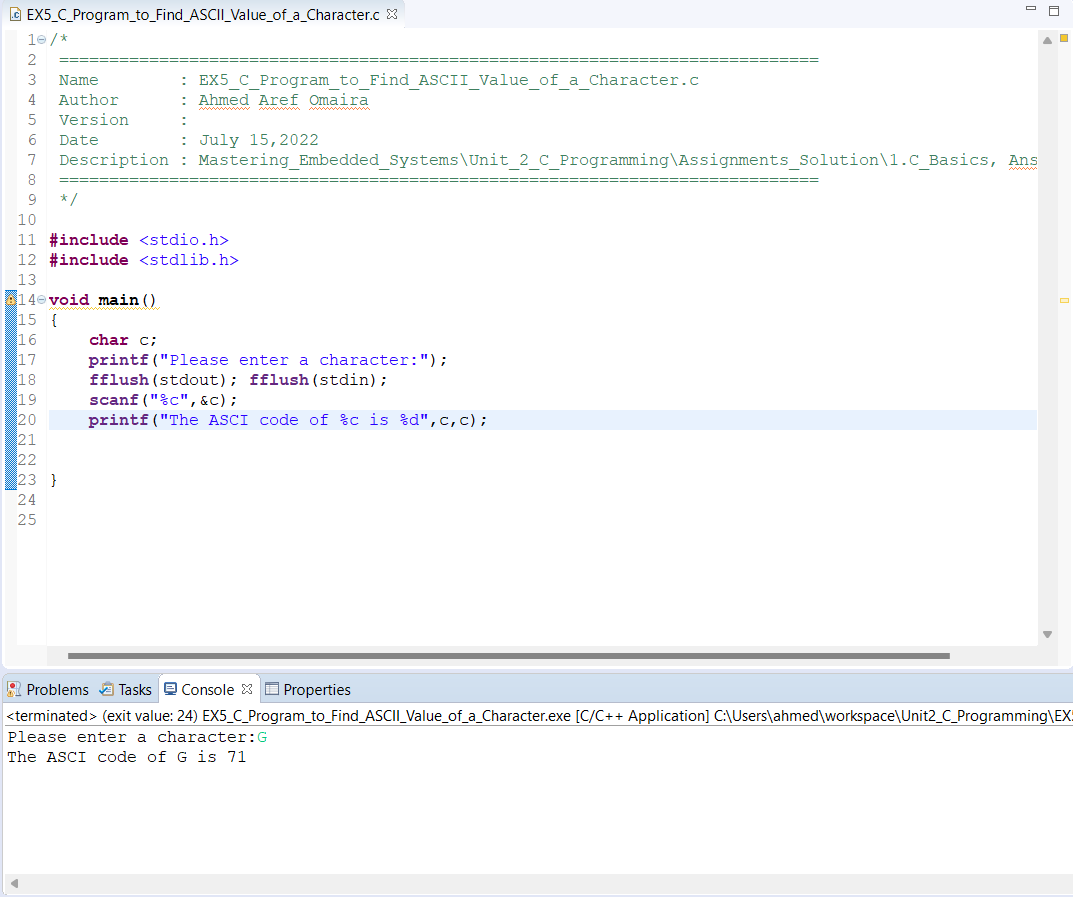 EX5_C_Program_to_Find_ASCII_Value_of_a_Character.c
1 /*
2 ============================================================================
3 Name        : EX5_C_Program_to_Find_ASCII_Value_of_a_Character.c
4 Author      : Ahmed Aref Omaira
5 Version     :
6 Date        : July 15,2022
7 Description : Mastering_Embedded_Systems\Unit_2_C_Programming\Assignments_Solution\1.C_Basics, Ans
8 ============================================================================
9 */
10
11 #include <stdio.h>
12 #include <stdlib.h>
13
14 void main()
15 {
16     char c;
17     printf("Please enter a character:");
18     fflush(stdout); fflush(stdin);
19     scanf("%c",&c);
20     printf("The ASCI code of %c is %d",c,c);
21
22
23 }
24
25
Problems Tasks Console Properties
<terminated> (exit value: 24) EX5_C_Program_to_Find_ASCII_Value_of_a_Character.exe [C/C++ Application] C:\Users\ahmed\workspace\Unit2_C_Programming\EX5
Please enter a character:G
The ASCI code of G is 71